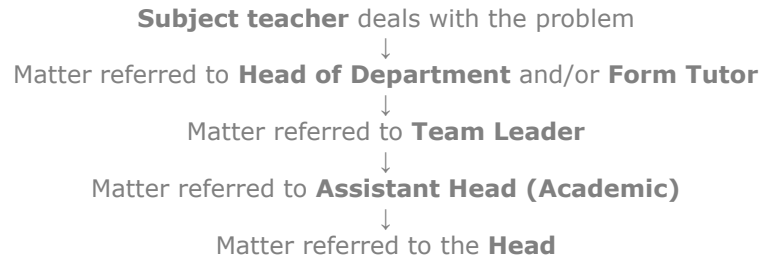 Subject teacher deals with the problem
↓
Matter referred to Head of Department and/or Form Tutor
↓
Matter referred to Team Leader
↓
Matter referred to Assistant Head (Academic)
↓
Matter referred to the Head